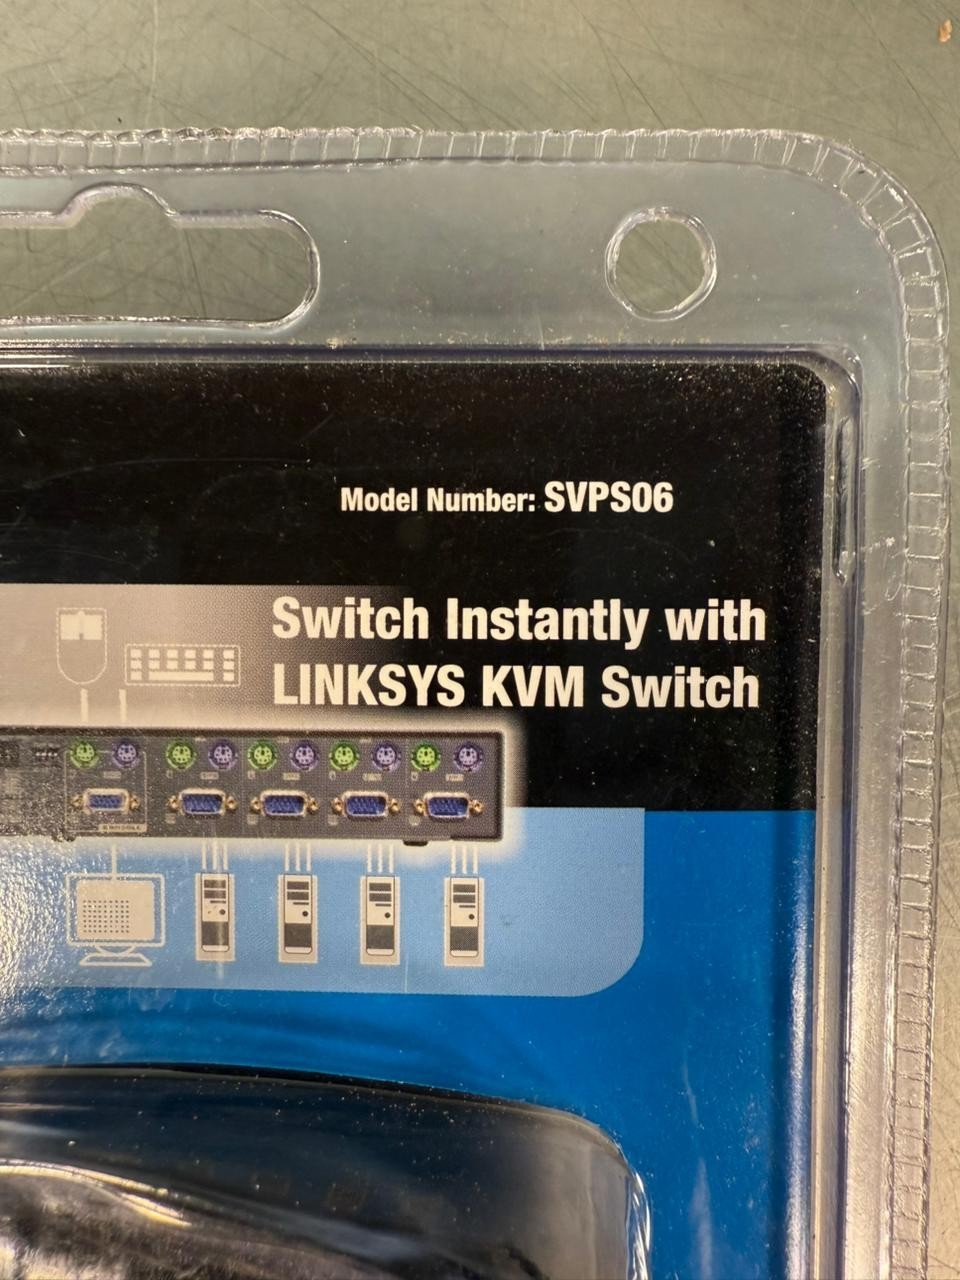 Model Number: SVPS06
Switch Instantly with
LINKSYS KVM Switch